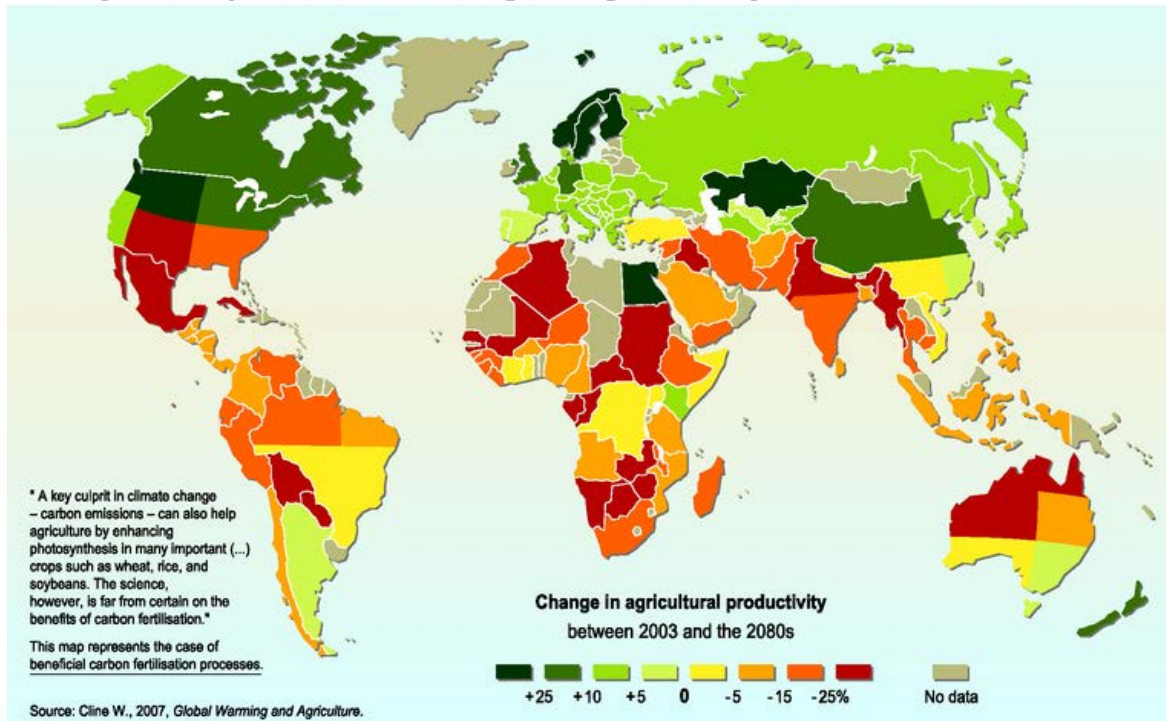 " A key culprit in climate change
– carbon emissions – can also help
agriculture by enhancing
photosynthesis in many important (...)
crops such as wheat, rice, and
soybeans. The science,
however, is far from certain on the
benefits of carbon fertilisation."
This map represents the case of
beneficial carbon fertilisation processes.
Source: Cline W., 2007, Global Warming and Agriculture.
Change in agricultural productivity
between 2003 and the 2080s
+25 +10 +5 0 -5 -15 -25% No data